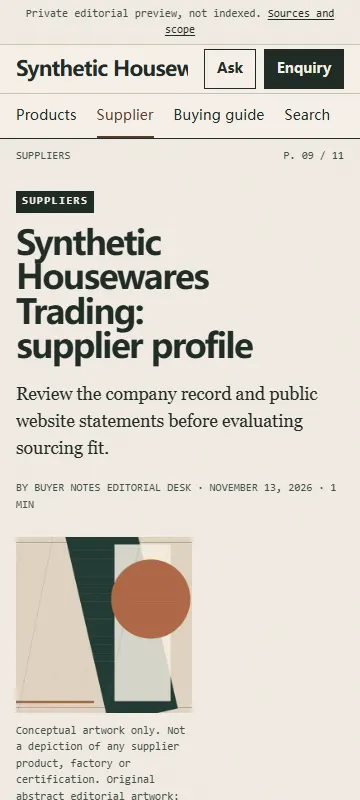 Private editorial preview, not indexed. Sources and
scope
Synthetic Housew
Ask
Enquiry
Products
Supplier
Buying guide
Search
SUPPLIERS
P. 09 / 11
SUPPLIERS
Synthetic
Housewares
Trading:
supplier profile
Review the company record and public
website statements before evaluating
sourcing fit.
BY BUYER NOTES EDITORIAL DESK · NOVEMBER 13, 2026 · 1
MIN
Conceptual artwork only. Not
a depiction of any supplier
product, factory or
certification. Original
abstract editorial artwork;